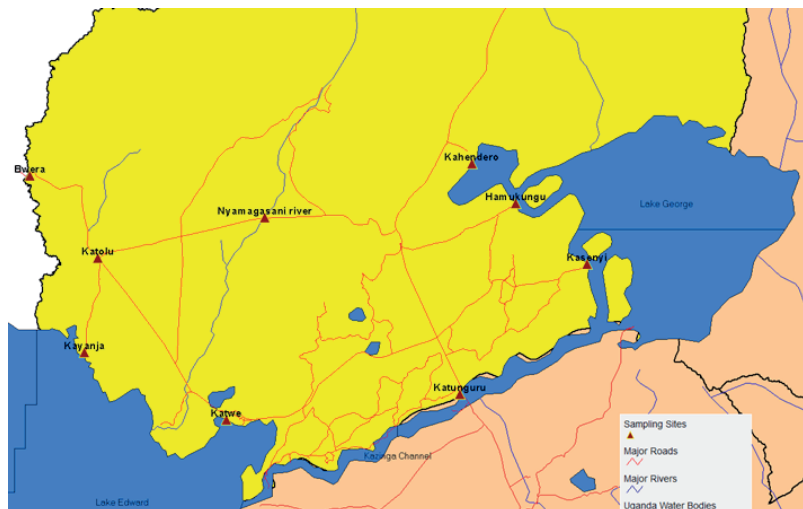 Bwera
Kahendero
Hamukungu
Lake George
Nyamagasani river
Katolu
Kasenyi
Kayanja
Katunguru
Katwe
Kazinga Channel
Lake Edward
Sampling Sites
Major Roads
Major Rivers
Uganda Water Bodies